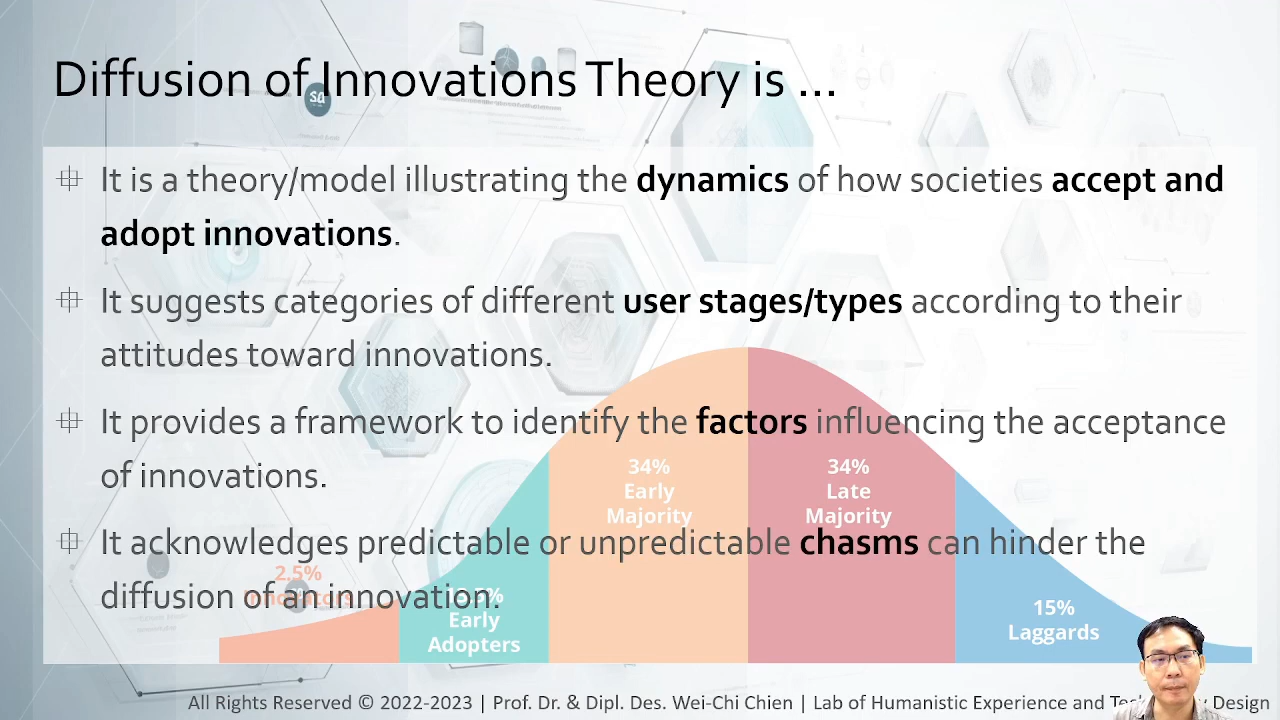 Diffusion of Innovations Theory is ...
It is a theory/model illustrating the dynamics of how societies accept and
adopt innovations.
It suggests categories of different user stages/types according to their
attitudes toward innovations.
It provides a framework to identify the factors influencing the acceptance
of innovations.
It acknowledges predictable or unpredictable chasms can hinder the
diffusion of an innovation.
2.5%
Innovators
Early
Adopters
34%
Early
Majority
34%
Late
Majority
15%
Laggards
All Rights Reserved © 2022-2023 | Prof. Dr. & Dipl. Des. Wei-Chi Chien | Lab of Humanistic Experience and Design